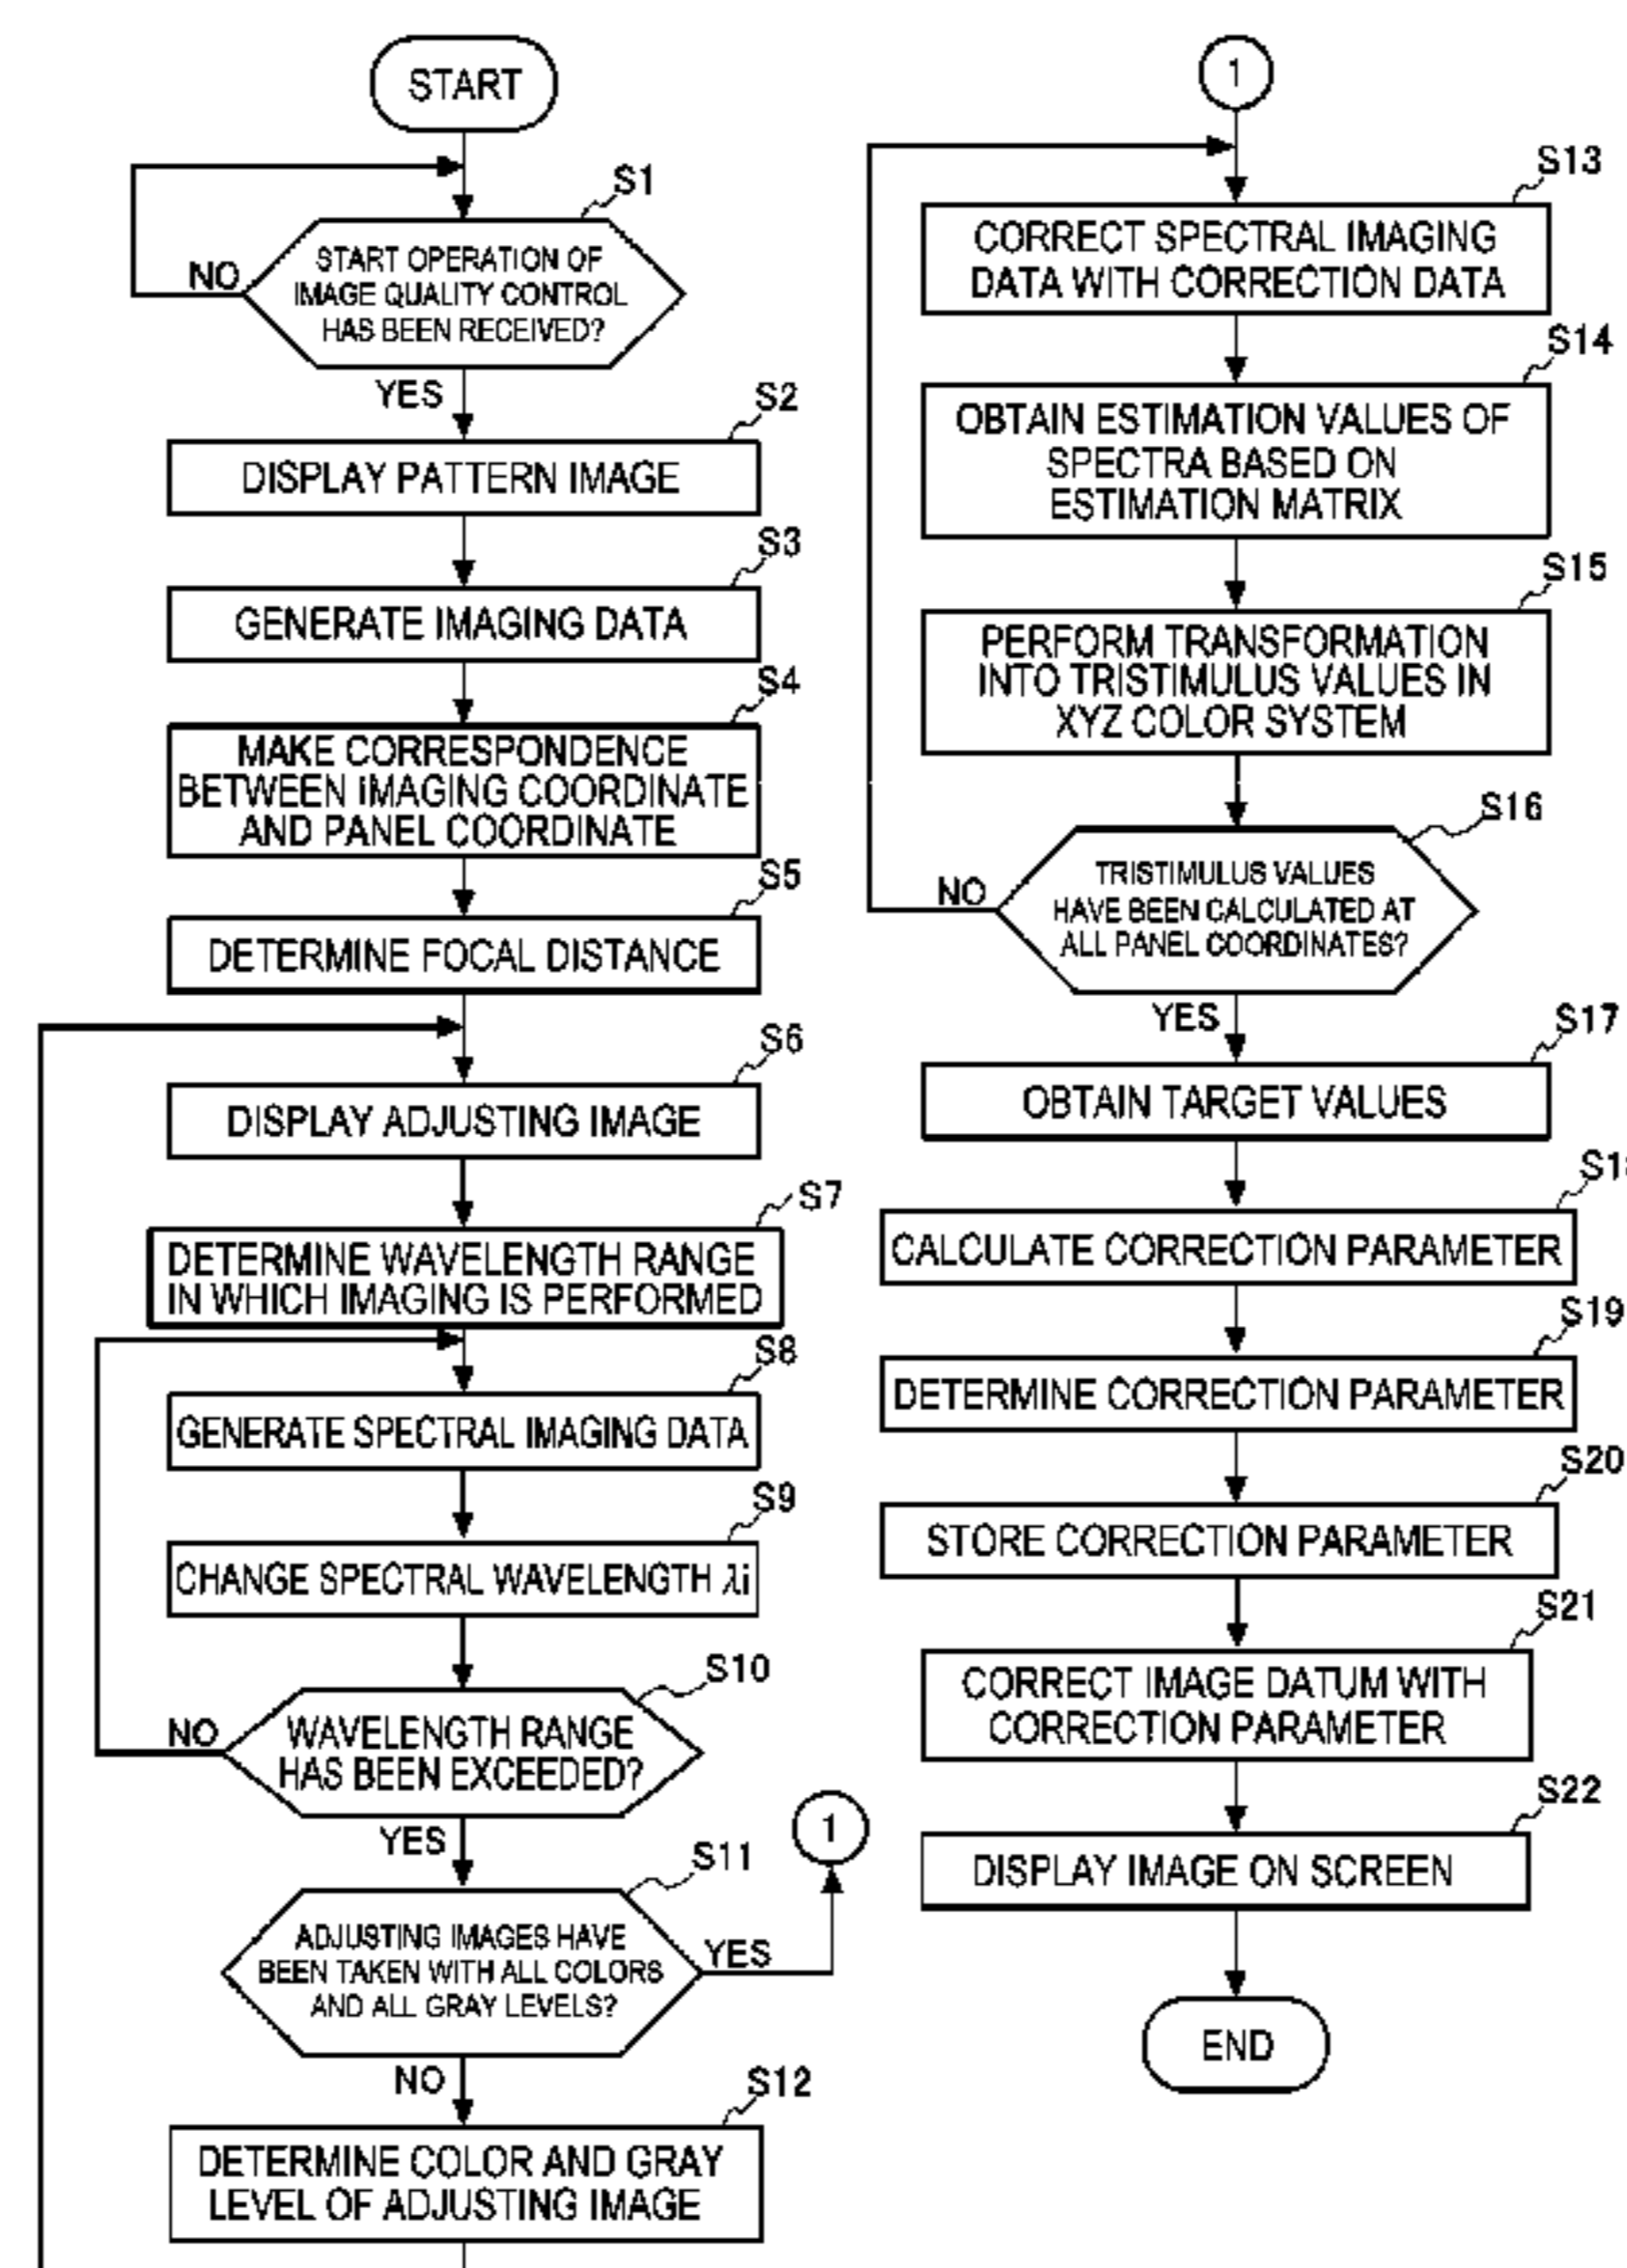 START
S1
START OPERATION OF
IMAGE QUALITY CONTROL
HAS BEEN RECEIVED?
NO
YES
S2
DISPLAY PATTERN IMAGE
S3
GENERATE IMAGING DATA
S4
MAKE CORRESPONDENCE
BETWEEN IMAGING COORDINATE
AND PANEL COORDINATE
S5
DETERMINE FOCAL DISTANCE
S6
DISPLAY ADJUSTING IMAGE
S7
DETERMINE WAVELENGTH RANGE
IN WHICH IMAGING IS PERFORMED
S8
GENERATE SPECTRAL IMAGING DATA
S9
CHANGE SPECTRAL WAVELENGTH λi
S10
NO
WAVELENGTH RANGE
HAS BEEN EXCEEDED?
YES
1
S11
ADJUSTING IMAGES HAVE
BEEN TAKEN WITH ALL COLORS
AND ALL GRAY LEVELS?
YES
NO
S12
DETERMINE COLOR AND GRAY
LEVEL OF ADJUSTING IMAGE
1
S13
CORRECT SPECTRAL IMAGING
DATA WITH CORRECTION DATA
S14
OBTAIN ESTIMATION VALUES OF
SPECTRA BASED ON
ESTIMATION MATRIX
S15
PERFORM TRANSFORMATION
INTO TRISTIMULUS VALUES IN
XYZ COLOR SYSTEM
S16
NO
TRISTIMULUS VALUES
HAVE BEEN CALCULATED AT
ALL PANEL COORDINATES?
YES
S17
OBTAIN TARGET VALUES
CALCULATE CORRECTION PARAMETER
S19
DETERMINE CORRECTION PARAMETER
S20
STORE CORRECTION PARAMETER
S21
CORRECT IMAGE DATUM WITH
CORRECTION PARAMETER
S22
DISPLAY IMAGE ON SCREEN
END